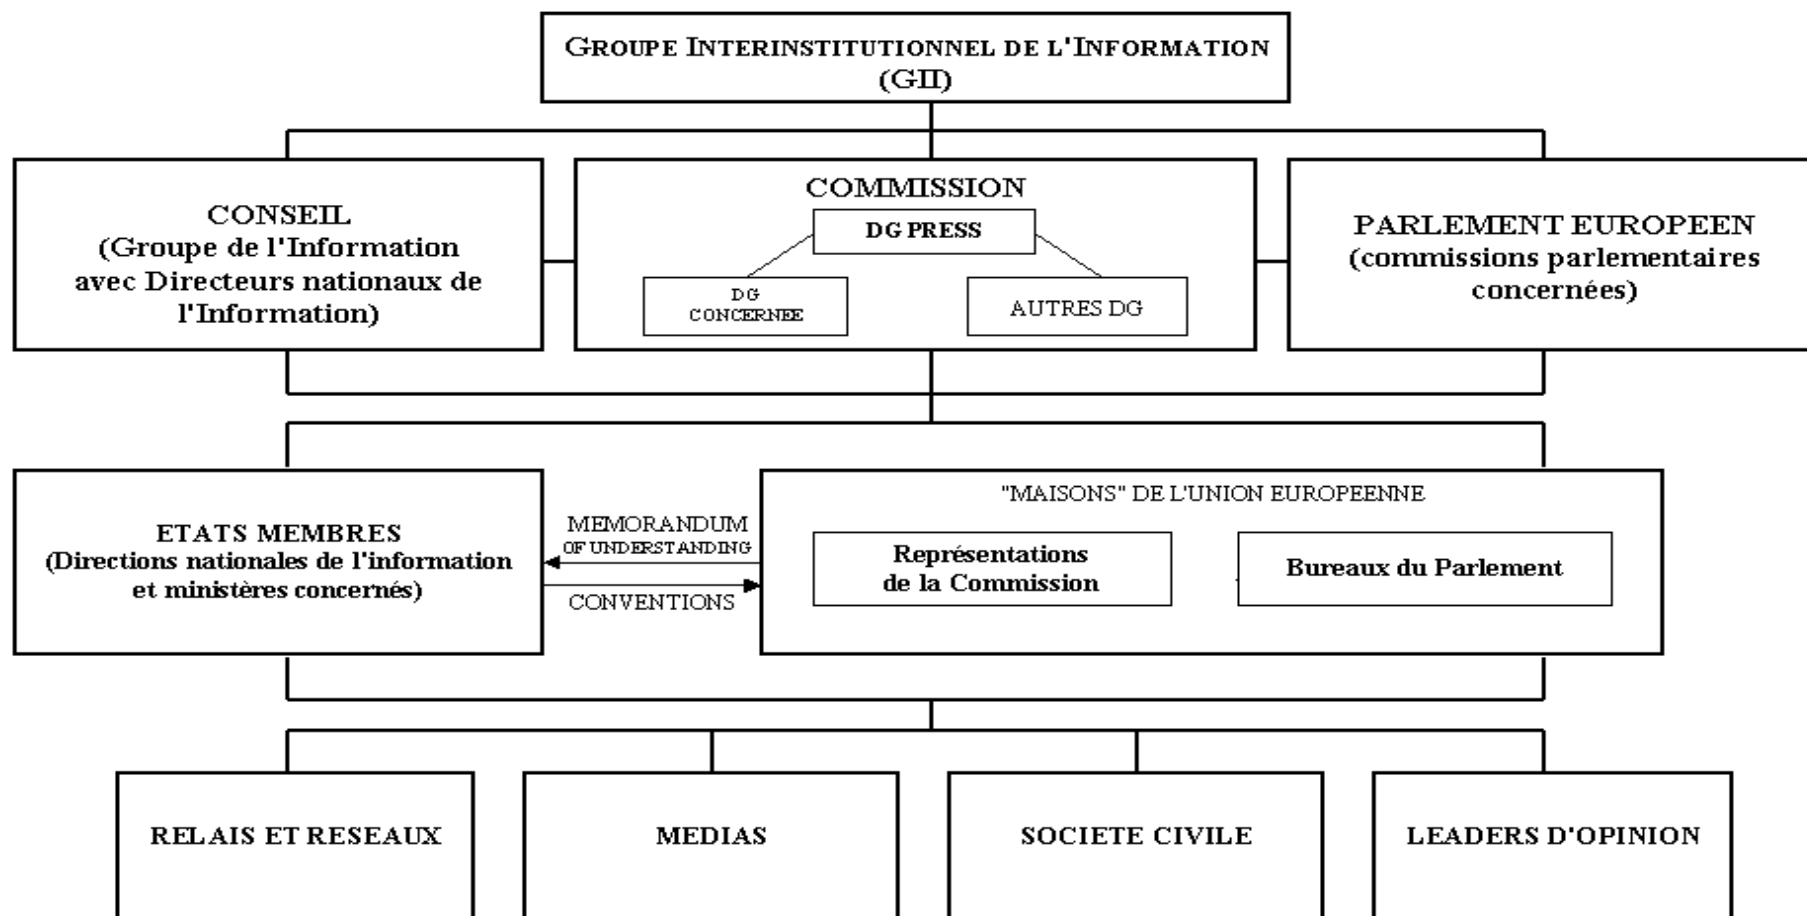 GROUPE INTERINSTITUTIONNEL DE L'INFORMATION
(GII)
CONSEIL
(Groupe de l'Information
avec Directeurs nationaux de
l'Information)
COMMISSION
DG PRESS
DG
CONCERNEE
AUTRES DG
PARLEMENT EUROPEEN
(commissions parlementaires
concernées)
ETATS MEMBRES
(Directions nationales de l'information
et ministères concernés)
MEMORANDUM
OF UNDERSTANDING
CONVENTIONS
"MAISONS" DE L'UNION EUROPEENNE
Représentations
de la Commission
Bureaux du Parlement
RELAIS ET RESEAUX
MEDIAS
SOCIETE CIVILE
LEADERS D'OPINION